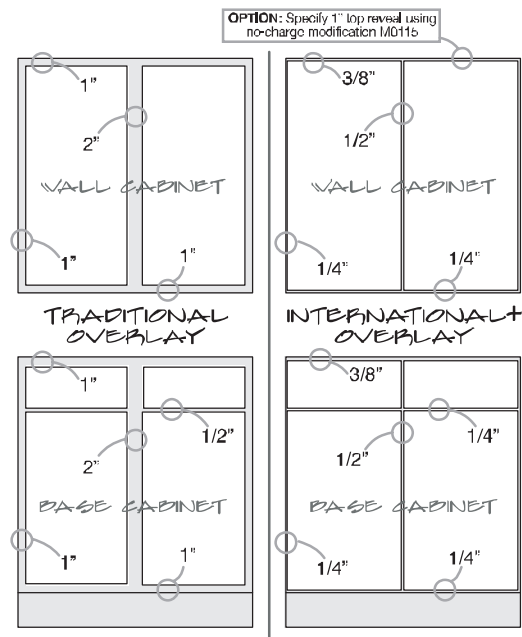 OPTION: Specify 1" top reveal using
no-charge modification M0115
1"
2"
WALL CABINET
1"
1"
TRADITIONAL
OVERLAY
1"
1/2"
2"
BASE CABINET
1"
1"
3/8"
1/2"
WALL CABINET
1/4"
1/4"
INTERNATIONAL+
OVERLAY
3/8"
1/4"
1/2"
BASE CABINET
1/4"
1/4"